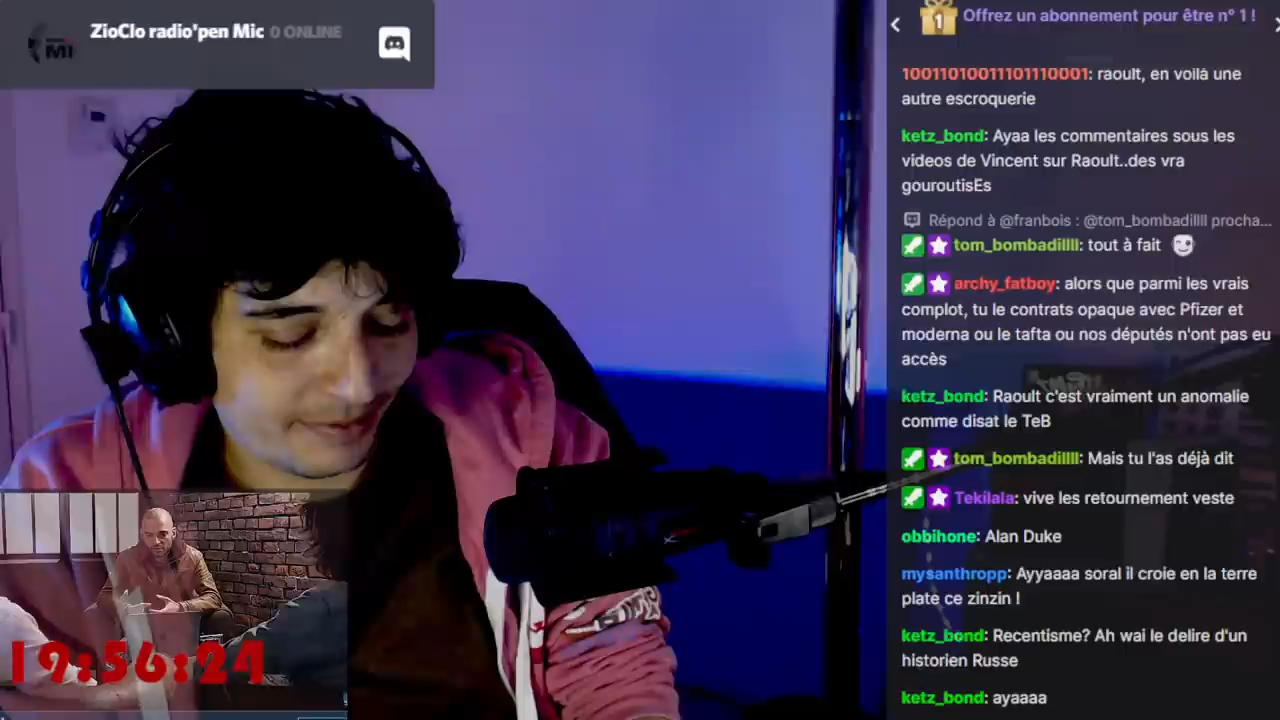 ZioClo radio'pen Mic 0 ONLINE
MI
Offrez un abonnement pour être n° 1 !
1
10011010011101110001: raoult, en voilà une
autre escroquerie
ketz_bond: Ayaa les commentaires sous les
videos de Vincent sur Raoult..des vra
gouroutisEs
Répond à @franbois : @tom_bombadillll procha...
tom_bombadillll: tout à fait
archy_fatboy: alors que parmi les vrais
complot, tu le contrats opaque avec Pfizer et
moderna ou le tafta ou nos députés n'ont pas eu
accès
ketz_bond: Raoult c'est vraiment un anomalie
comme disat le TeB
tom_bombadillll: Mais tu l'as déjà dit
Tekilala: vive les retournement veste
obbihone: Alan Duke
mysanthropp: Ayyaaaa soral il croie en la terre
plate ce zinzin !
ketz_bond: Recentisme? Ah wai le delire d'un
historien Russe
ketz_bond: ayaaaa
19:56:24